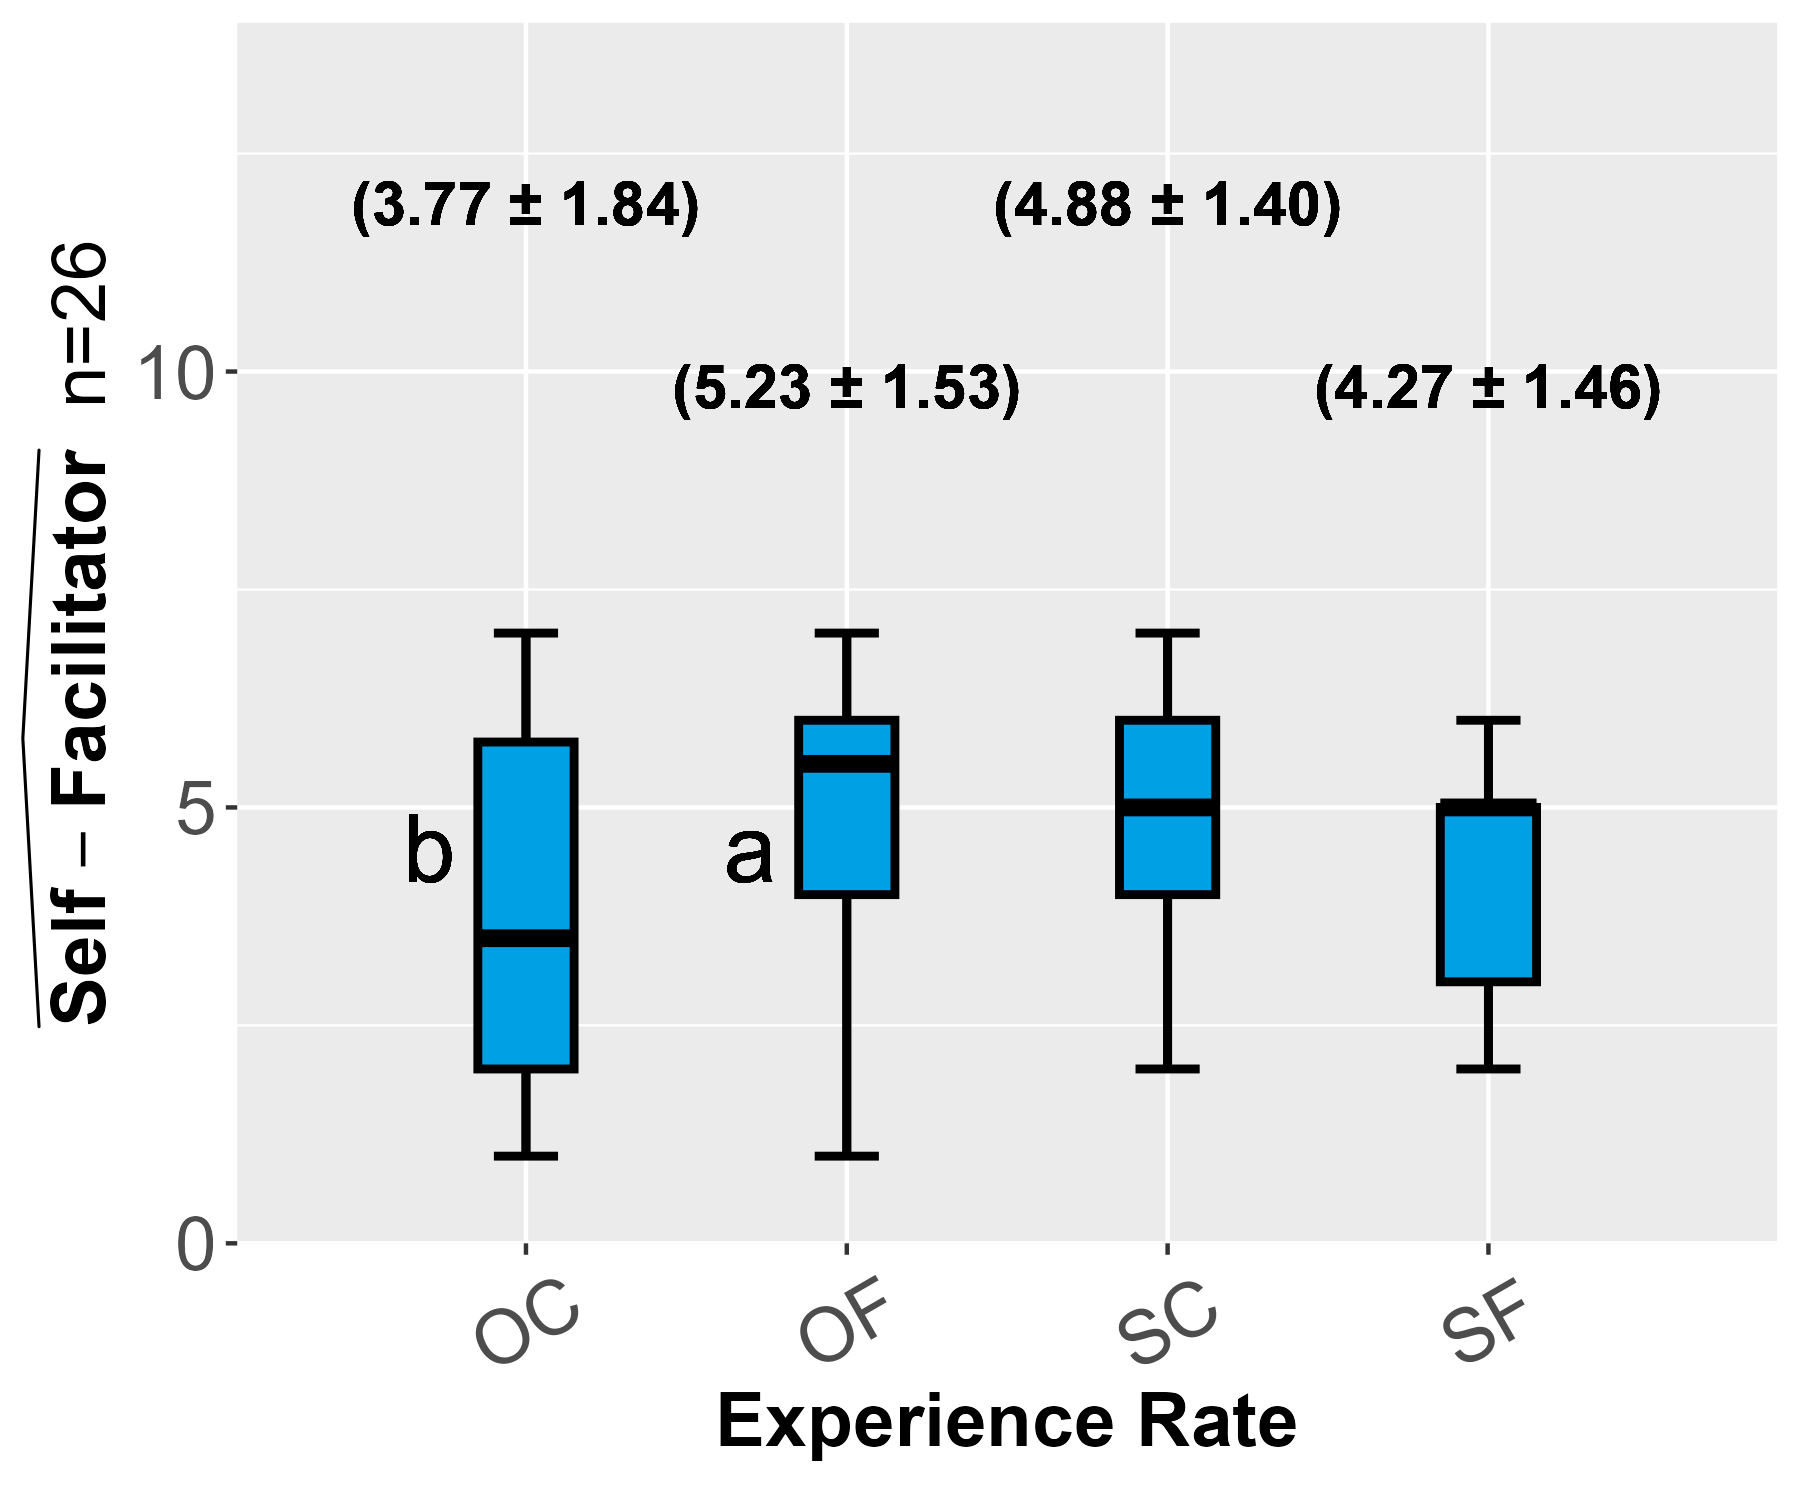 (3.77 ± 1.84)
(4.88 ± 1.40)
(5.23 ± 1.53)
(4.27 ± 1.46)
Self – Facilitator n=26
10
5
0
b
a
OC
OF
SC
SF
Experience Rate